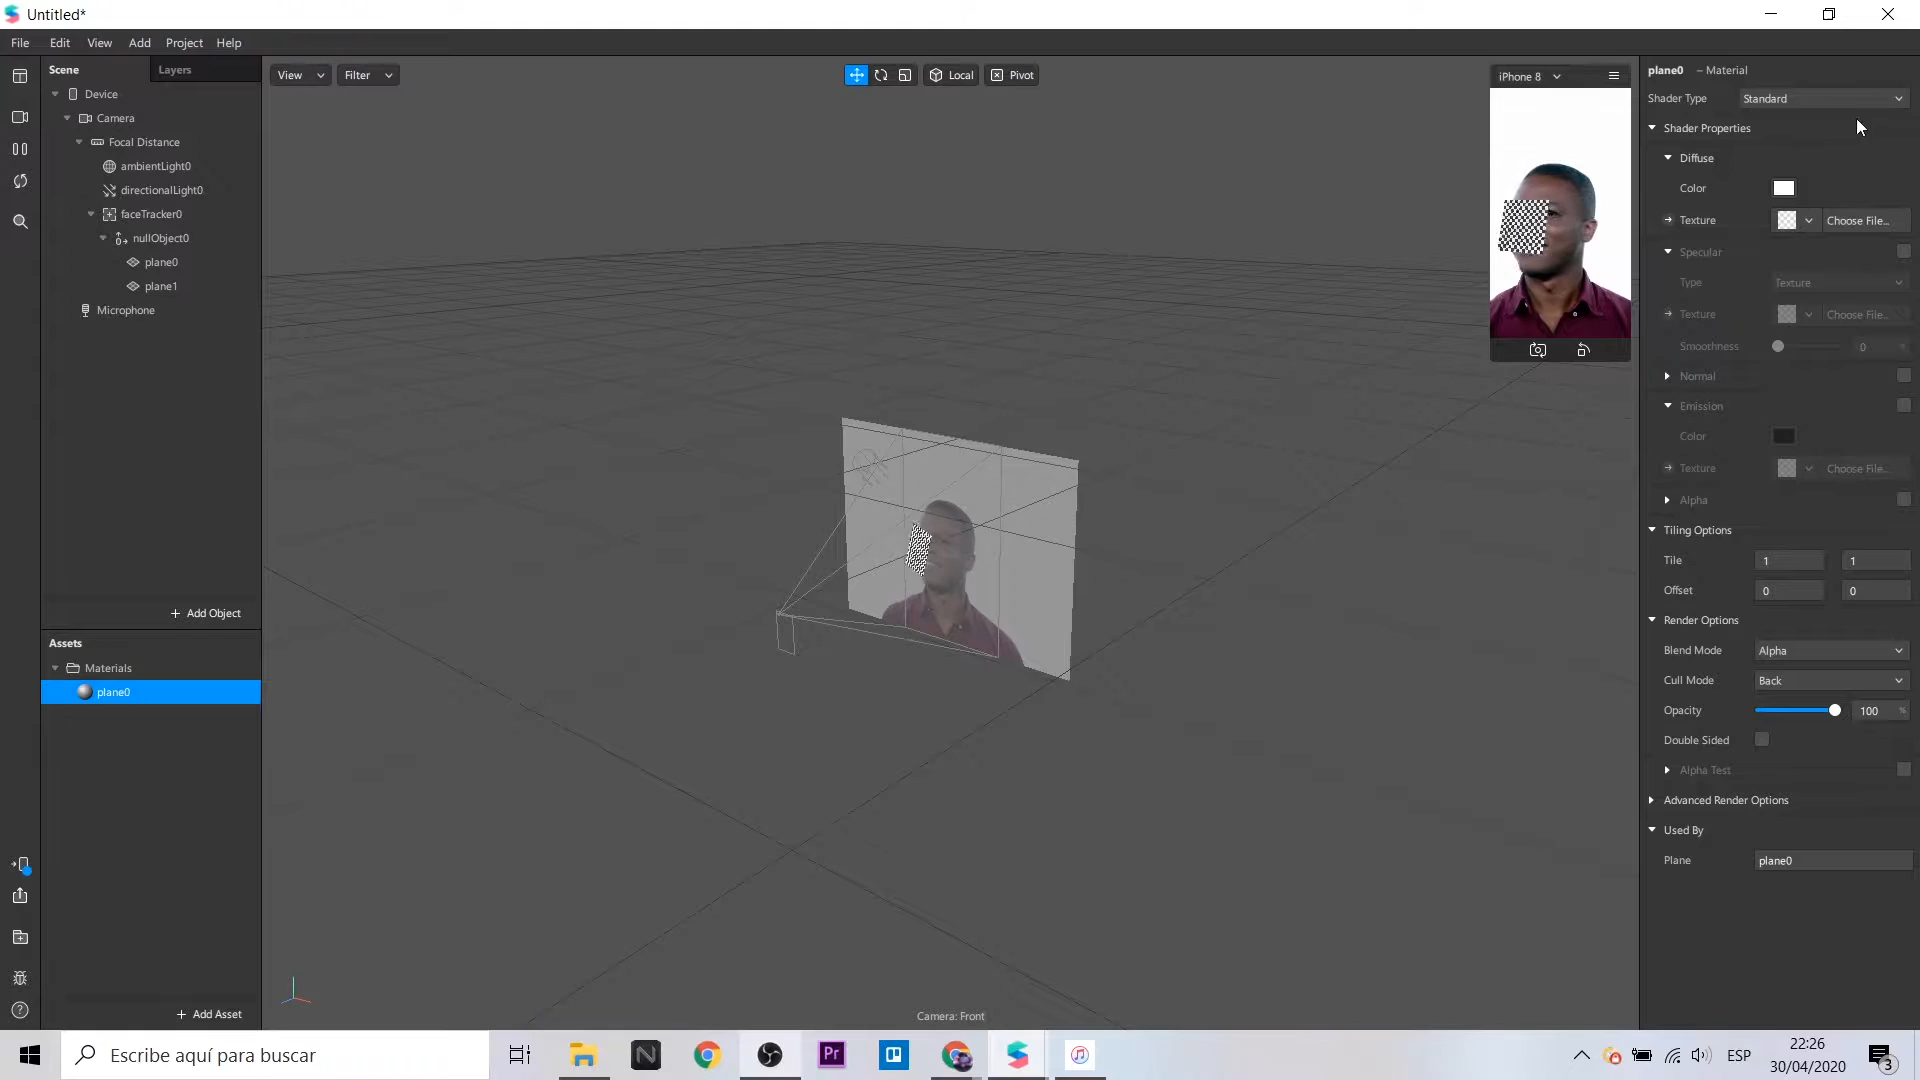 Untitled*
File Edit View Add Project Help
Scene Layers
Device
Camera
Focal Distance
ambientLight0
directionalLight0
faceTracker0
nullObject0
plane0
plane1
Microphone
+ Add Object
Assets
Materials
plane0
+ Add Asset
View Filter Local Pivot
iPhone 8
Camera: Front
plane0 – Material
Shader Type Standard
Shader Properties
Diffuse
Color
Texture Choose File...
Specular
Type Texture
Texture Choose File...
Smoothness 0
Normal
Emission
Color
Texture Choose File...
Alpha
Tiling Options
Tile 1 1
Offset 0 0
Render Options
Blend Mode Alpha
Cull Mode Back
Opacity 100 %
Double Sided
Alpha Test
Advanced Render Options
Used By
Plane plane0
Escribe aquí para buscar
N
Pr
ESP
22:26
30/04/2020
3